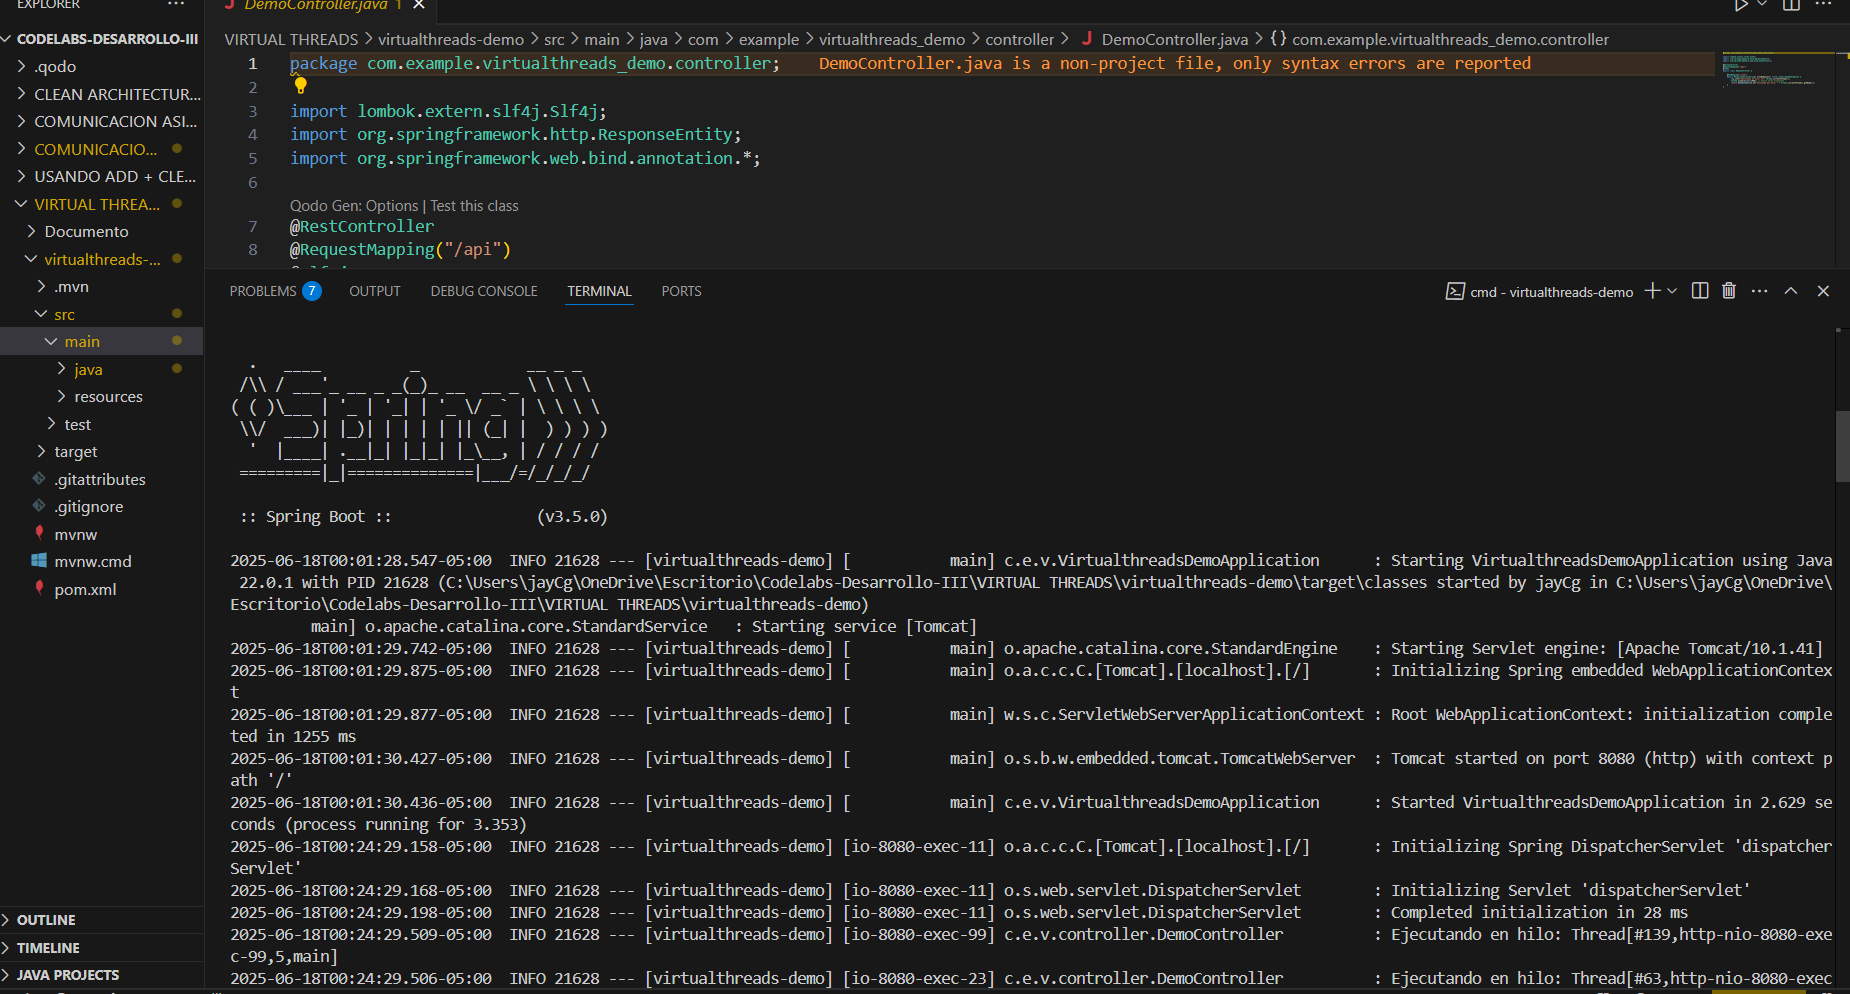 EXPLORER
CODELABS-DESARROLLO-III
.qodo
CLEAN ARCHITECTUR...
COMUNICACION ASI...
COMUNICACIO...
USANDO ADD + CLE...
VIRTUAL THREA...
Documento
virtualthreads-...
.mvn
src
main
java
resources
test
target
.gitattributes
.gitignore
mvnw
mvnw.cmd
pom.xml
OUTLINE
TIMELINE
JAVA PROJECTS
DemoController.java 1
VIRTUAL THREADS > virtualthreads-demo > src > main > java > com > example > virtualthreads_demo > controller > DemoController.java > {} com.example.virtualthreads_demo.controller
1 package com.example.virtualthreads_demo.controller; DemoController.java is a non-project file, only syntax errors are reported
2
3 import lombok.extern.slf4j.Slf4j;
4 import org.springframework.http.ResponseEntity;
5 import org.springframework.web.bind.annotation.*;
6
Qodo Gen: Options | Test this class
7 @RestController
8 @RequestMapping("/api")
PROBLEMS 7 OUTPUT DEBUG CONSOLE TERMINAL PORTS
cmd - virtualthreads-demo
  .   ____          _            __ _ _
 /\\ / ___'_ __ _ _(_)_ __  __ _ \ \ \ \
( ( )\___ | '_ | '_| | '_ \/ _` | \ \ \ \
 \\/  ___)| |_)| | | | | || (_| |  ) ) ) )
  '  |____| .__|_| |_|_| |_\__, | / / / /
 =========|_|==============|___/=/_/_/_/
:: Spring Boot :: (v3.5.0)
2025-06-18T00:01:28.547-05:00 INFO 21628 --- [virtualthreads-demo] [ main] c.e.v.VirtualthreadsDemoApplication : Starting VirtualthreadsDemoApplication using Java
22.0.1 with PID 21628 (C:\Users\jayCg\OneDrive\Escritorio\Codelabs-Desarrollo-III\VIRTUAL THREADS\virtualthreads-demo\target\classes started by jayCg in C:\Users\jayCg\OneDrive\
Escritorio\Codelabs-Desarrollo-III\VIRTUAL THREADS\virtualthreads-demo)
main] o.apache.catalina.core.StandardService : Starting service [Tomcat]
2025-06-18T00:01:29.742-05:00 INFO 21628 --- [virtualthreads-demo] [ main] o.apache.catalina.core.StandardEngine : Starting Servlet engine: [Apache Tomcat/10.1.41]
2025-06-18T00:01:29.875-05:00 INFO 21628 --- [virtualthreads-demo] [ main] o.a.c.c.C.[Tomcat].[localhost].[/] : Initializing Spring embedded WebApplicationContex
t
2025-06-18T00:01:29.877-05:00 INFO 21628 --- [virtualthreads-demo] [ main] w.s.c.ServletWebServerApplicationContext : Root WebApplicationContext: initialization comple
ted in 1255 ms
2025-06-18T00:01:30.427-05:00 INFO 21628 --- [virtualthreads-demo] [ main] o.s.b.w.embedded.tomcat.TomcatWebServer : Tomcat started on port 8080 (http) with context p
ath '/'
2025-06-18T00:01:30.436-05:00 INFO 21628 --- [virtualthreads-demo] [ main] c.e.v.VirtualthreadsDemoApplication : Started VirtualthreadsDemoApplication in 2.629 se
conds (process running for 3.353)
2025-06-18T00:24:29.158-05:00 INFO 21628 --- [virtualthreads-demo] [io-8080-exec-11] o.a.c.c.C.[Tomcat].[localhost].[/] : Initializing Spring DispatcherServlet 'dispatcher
Servlet'
2025-06-18T00:24:29.168-05:00 INFO 21628 --- [virtualthreads-demo] [io-8080-exec-11] o.s.web.servlet.DispatcherServlet : Initializing Servlet 'dispatcherServlet'
2025-06-18T00:24:29.198-05:00 INFO 21628 --- [virtualthreads-demo] [io-8080-exec-11] o.s.web.servlet.DispatcherServlet : Completed initialization in 28 ms
2025-06-18T00:24:29.509-05:00 INFO 21628 --- [virtualthreads-demo] [io-8080-exec-99] c.e.v.controller.DemoController : Ejecutando en hilo: Thread[#139,http-nio-8080-exe
c-99,5,main]
2025-06-18T00:24:29.506-05:00 INFO 21628 --- [virtualthreads-demo] [io-8080-exec-23] c.e.v.controller.DemoController : Ejecutando en hilo: Thread[#63,http-nio-8080-exec